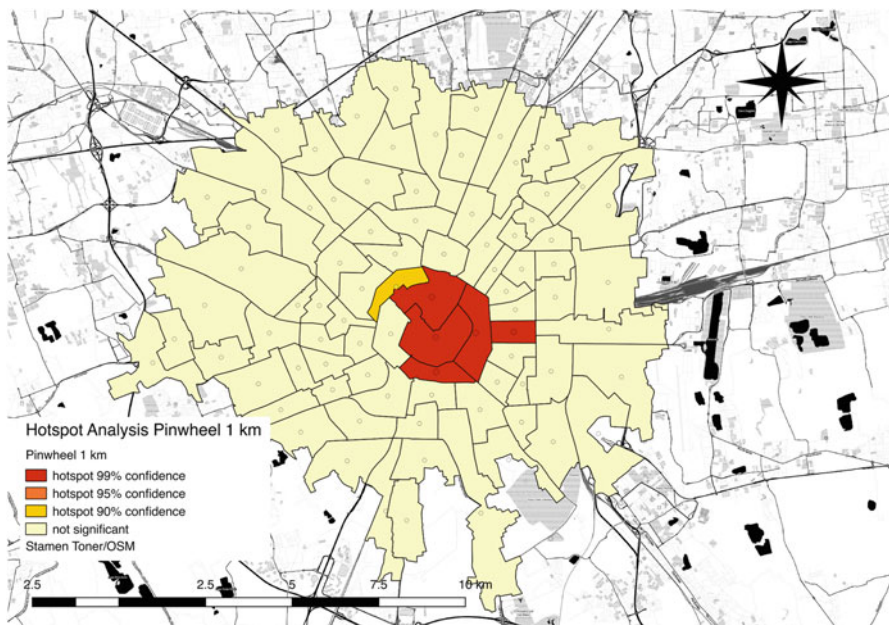 Hotspot Analysis Pinwheel 1 km
Pinwheel 1 km
hotspot 99% confidence
hotspot 95% confidence
hotspot 90% confidence
not significant
Stamen Toner/OSM
2.5 0 2.5 5 7.5 10 km